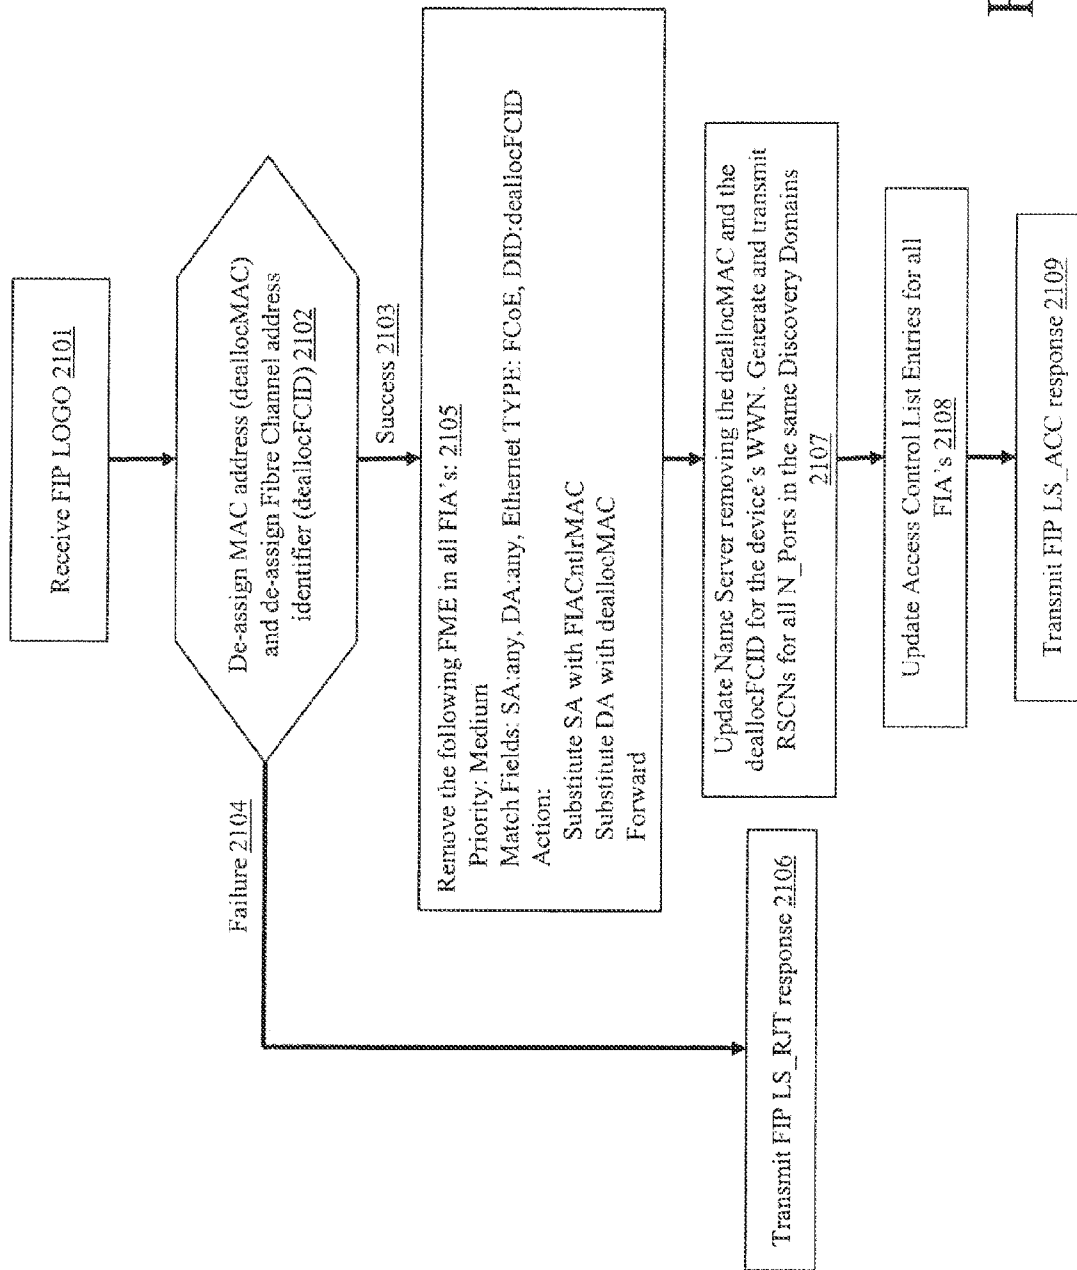 Receive FIP LOGO 2101
De-assign MAC address (deallocMAC)
and de-assign Fibre Channel address
identifier (deallocFCID) 2102
Failure 2104
Success 2103
Remove the following FME in all FIA's: 2105
Priority: Medium
Match Fields: SA:any, DA:any, Ethernet TYPE: FCoE, DID:deallocFCID
Action:
Substitute SA with FIACntlrMAC
Substitute DA with deallocMAC
Forward
Transmit FIP LS_RJT response 2106
Update Name Server removing the deallocMAC and the
deallocFCID for the device's WWN. Generate and transmit
RSCNs for all N_Ports in the same Discovery Domains
2107
Update Access Control List Entries for all
FIA's 2108
Transmit FIP LS_ACC response 2109